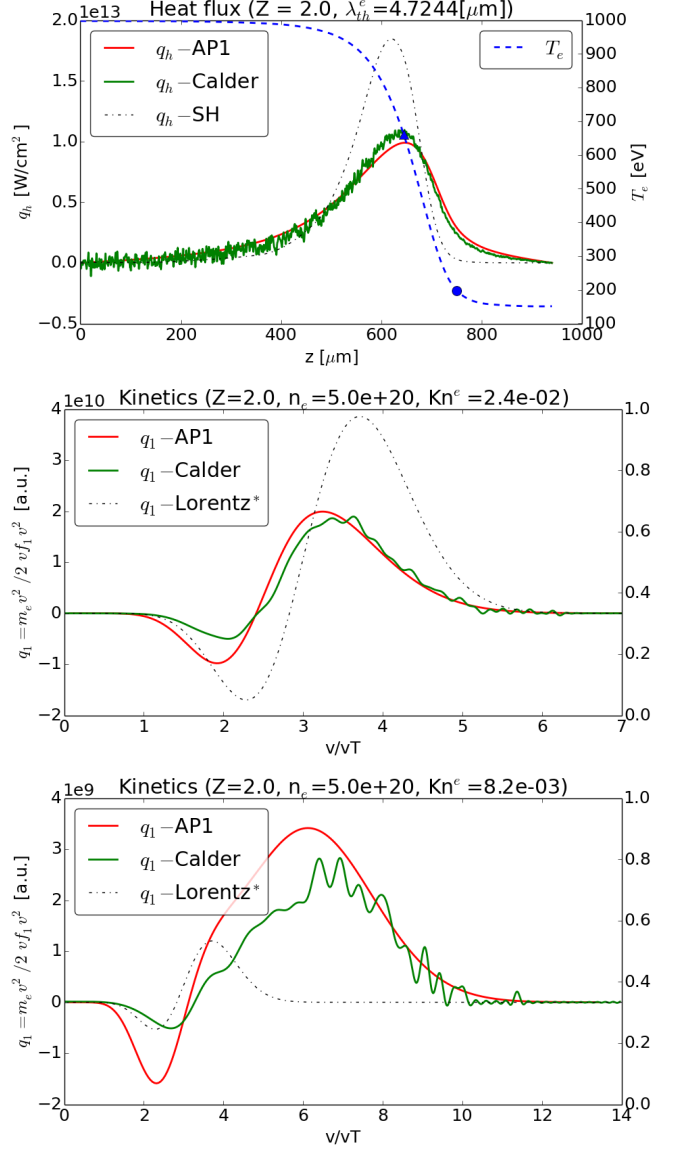 Heat flux (Z = 2.0, λ_th^e=4.7244[μm])
1e13
2.0
1.5
1.0
0.5
0.0
−0.5
q_h [W/cm²]
q_h−AP1
q_h−Calder
q_h−SH
T_e
1000
900
800
700
600
500
400
300
200
100
T_e [eV]
0 200 400 600 800 1000
z [μm]
1e10
Kinetics (Z=2.0, n_e=5.0e+20, Kn^e =2.4e-02)
4
3
2
1
0
−1
−2
q_1 = m_e v² /2 v f_1 v² [a.u.]
q_1−AP1
q_1−Calder
q_1−Lorentz*
1.0
0.8
0.6
0.4
0.2
0.0
0 1 2 3 4 5 6 7
v/vT
1e9
Kinetics (Z=2.0, n_e=5.0e+20, Kn^e =8.2e-03)
4
3
2
1
0
−1
−2
q_1 = m_e v² /2 v f_1 v² [a.u.]
q_1−AP1
q_1−Calder
q_1−Lorentz*
1.0
0.8
0.6
0.4
0.2
0.0
0 2 4 6 8 10 12 14
v/vT